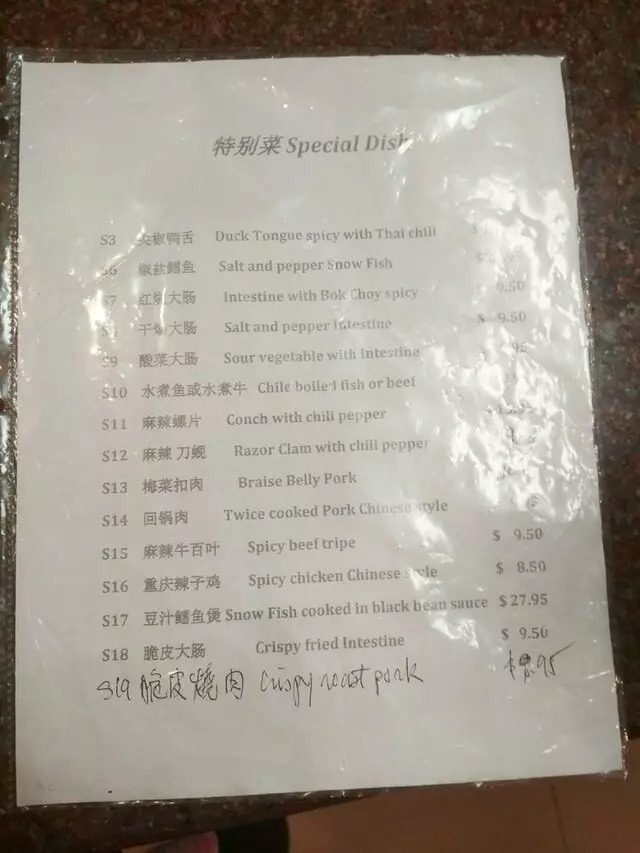 特别菜 Special Dish
S3 尖椒鸭舌 Duck Tongue spicy with Thai chili $
S6 椒盐鳕鱼 Salt and pepper Snow Fish
S7 红烧大肠 Intestine with Bok Choy spicy 9.50
干煸大肠 Salt and pepper Intestine $ 9.50
S9 酸菜大肠 Sour vegetable with Intestine
S10 水煮鱼或水煮牛 Chile boiled fish or beef
S11 麻辣螺片 Conch with chili pepper
S12 麻辣 刀蚬 Razor Clam with chili pepper
S13 梅菜扣肉 Braise Belly Pork
S14 回锅肉 Twice cooked Pork Chinese style
S15 麻辣牛百叶 Spicy beef tripe $ 9.50
S16 重庆辣子鸡 Spicy chicken Chinese style $ 8.50
S17 豆汁鳕鱼煲 Snow Fish cooked in black bean sauce $ 27.95
S18 脆皮大肠 Crispy fried Intestine $ 9.50
S19 脆皮燒肉 Crispy roast pork